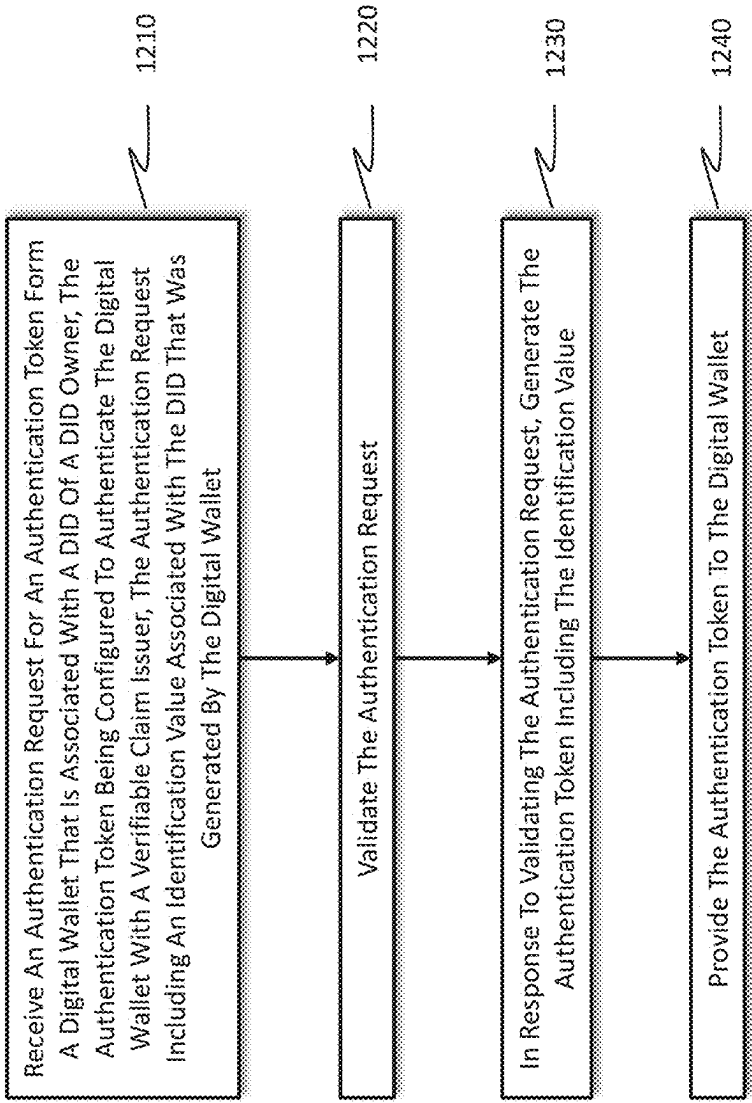 Receive An Authentication Request For An Authentication Token Form
A Digital Wallet That Is Associated With A DID Of A DID Owner, The
Authentication Token Being Configured To Authenticate The Digital
Wallet With A Verifiable Claim Issuer, The Authentication Request
Including An Identification Value Associated With The DID That Was
Generated By The Digital Wallet
1210
Validate The Authentication Request
1220
In Response To Validating The Authentication Request, Generate The
Authentication Token Including The Identification Value
1230
Provide The Authentication Token To The Digital Wallet
1240